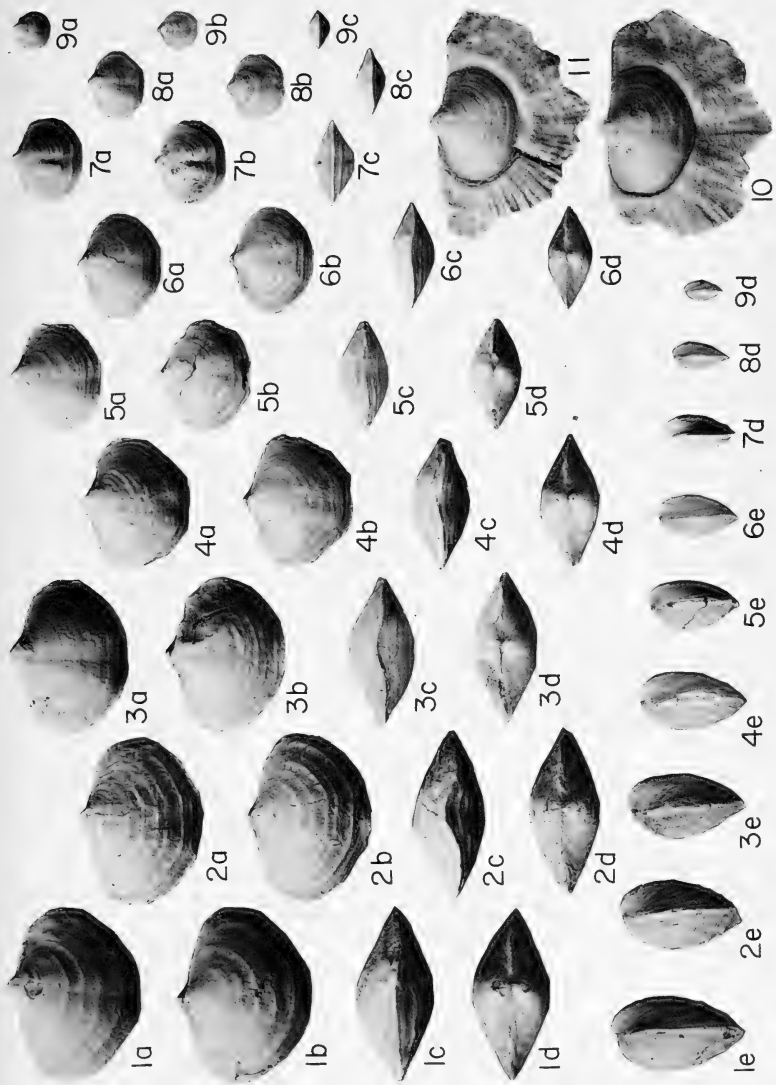 9a 9b 9c
8a 8b 8c
7a 7b 7c 11
6a 6b 6c 6d 10
5a 5b 5c 5d 9d
4a 4b 4c 4d 8d
3a 3b 3c 3d 7d
2a 2b 2c 2d 6e
1a 1b 1c 1d 5e
4e
3e
2e
1e